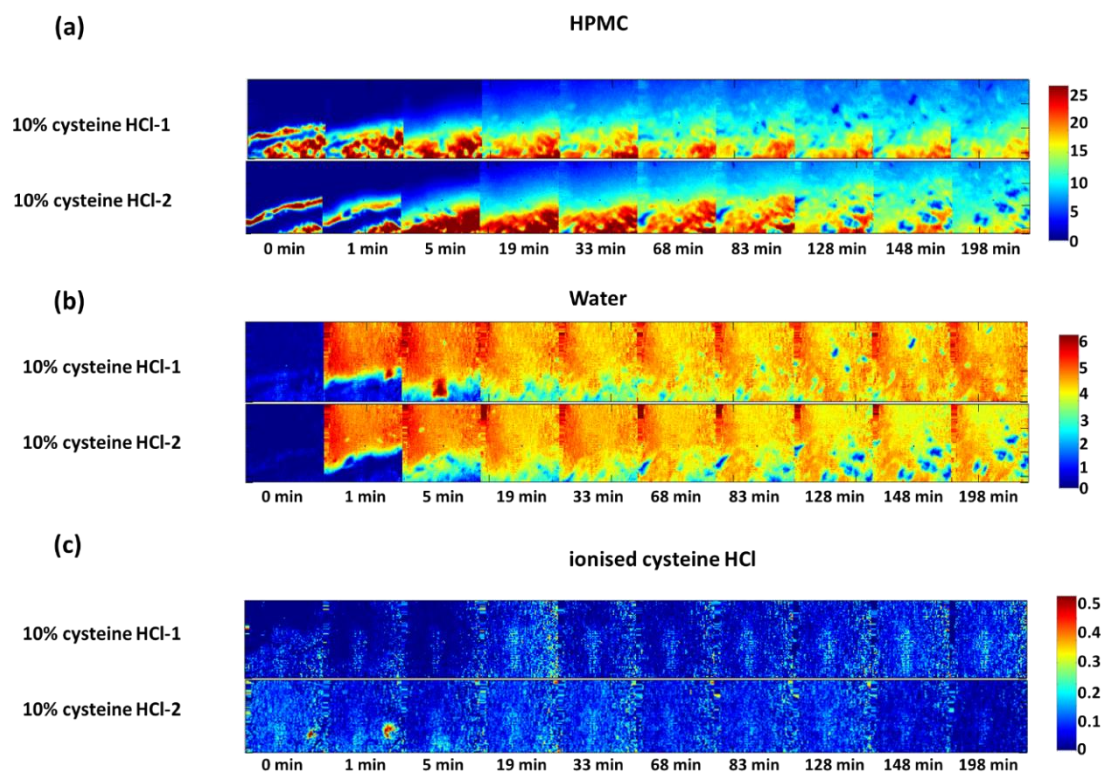 (a)
HPMC
10% cysteine HCl-1
10% cysteine HCl-2
25
20
15
10
5
0
0 min 1 min 5 min 19 min 33 min 68 min 83 min 128 min 148 min 198 min
(b)
Water
10% cysteine HCl-1
10% cysteine HCl-2
6
5
4
3
2
1
0
0 min 1 min 5 min 19 min 33 min 68 min 83 min 128 min 148 min 198 min
(c)
ionised cysteine HCl
10% cysteine HCl-1
10% cysteine HCl-2
0.5
0.4
0.3
0.2
0.1
0
0 min 1 min 5 min 19 min 33 min 68 min 83 min 128 min 148 min 198 min